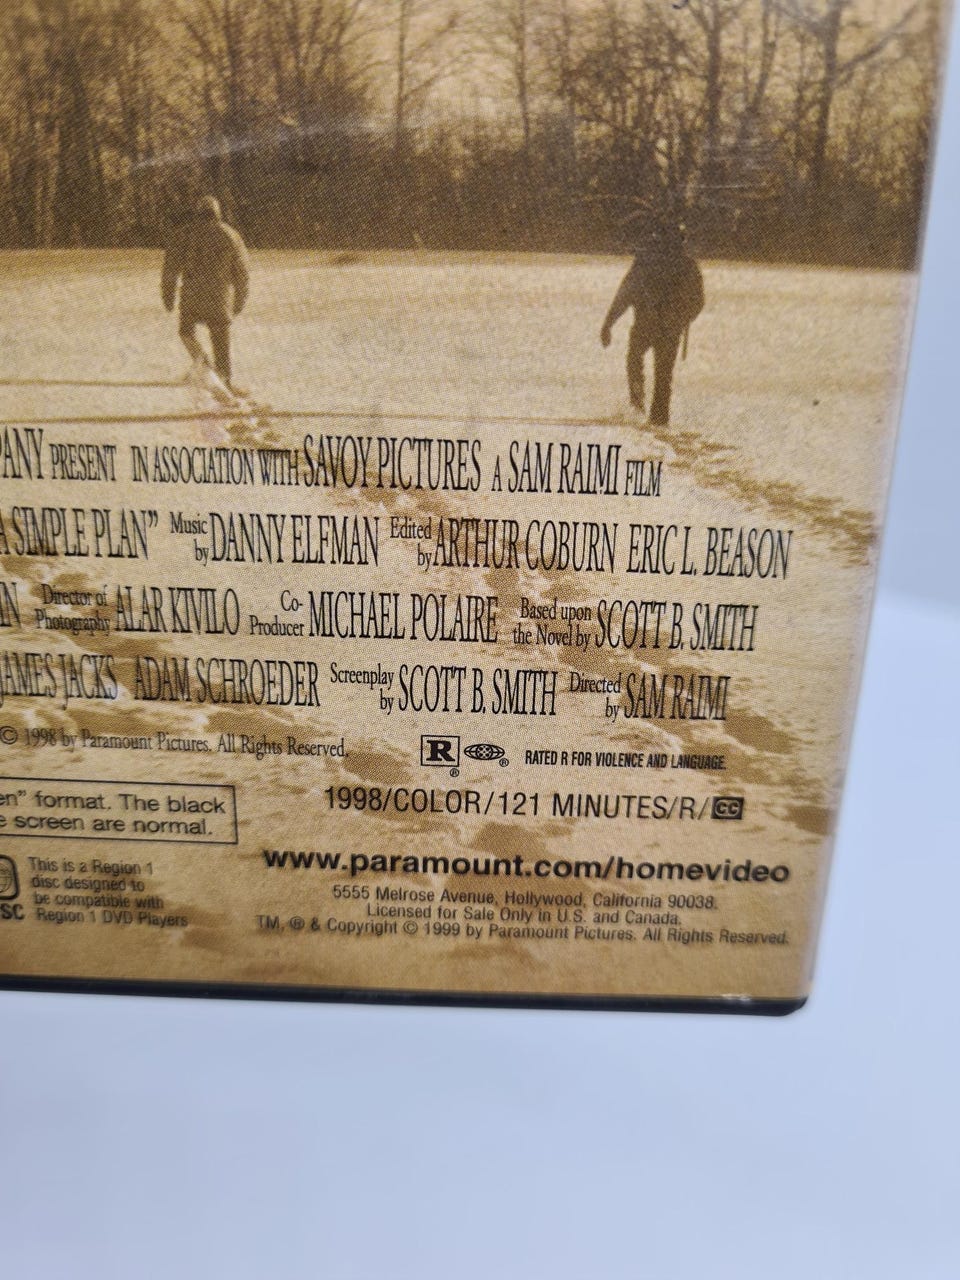 PANY PRESENT IN ASSOCIATION WITH SAVOY PICTURES A SAM RAIMI FILM
A SIMPLE PLAN” Music by DANNY ELFMAN Edited by ARTHUR COBURN ERIC L. BEASON
N Director of Photography ALAR KIVILO Co-Producer MICHAEL POLAIRE Based upon the Novel by SCOTT B. SMITH
JAMES JACKS ADAM SCHROEDER Screenplay by SCOTT B. SMITH Directed by SAM RAIMI
© 1998 by Paramount Pictures. All Rights Reserved.
R ® ® RATED R FOR VIOLENCE AND LANGUAGE.
en” format. The black
e screen are normal.
1998/COLOR/121 MINUTES/R/CC
This is a Region 1
disc designed to
be compatible with
SC Region 1 DVD Players
www.paramount.com/homevideo
5555 Melrose Avenue, Hollywood, California 90038.
Licensed for Sale Only in U.S. and Canada.
TM, ® & Copyright © 1999 by Paramount Pictures. All Rights Reserved.